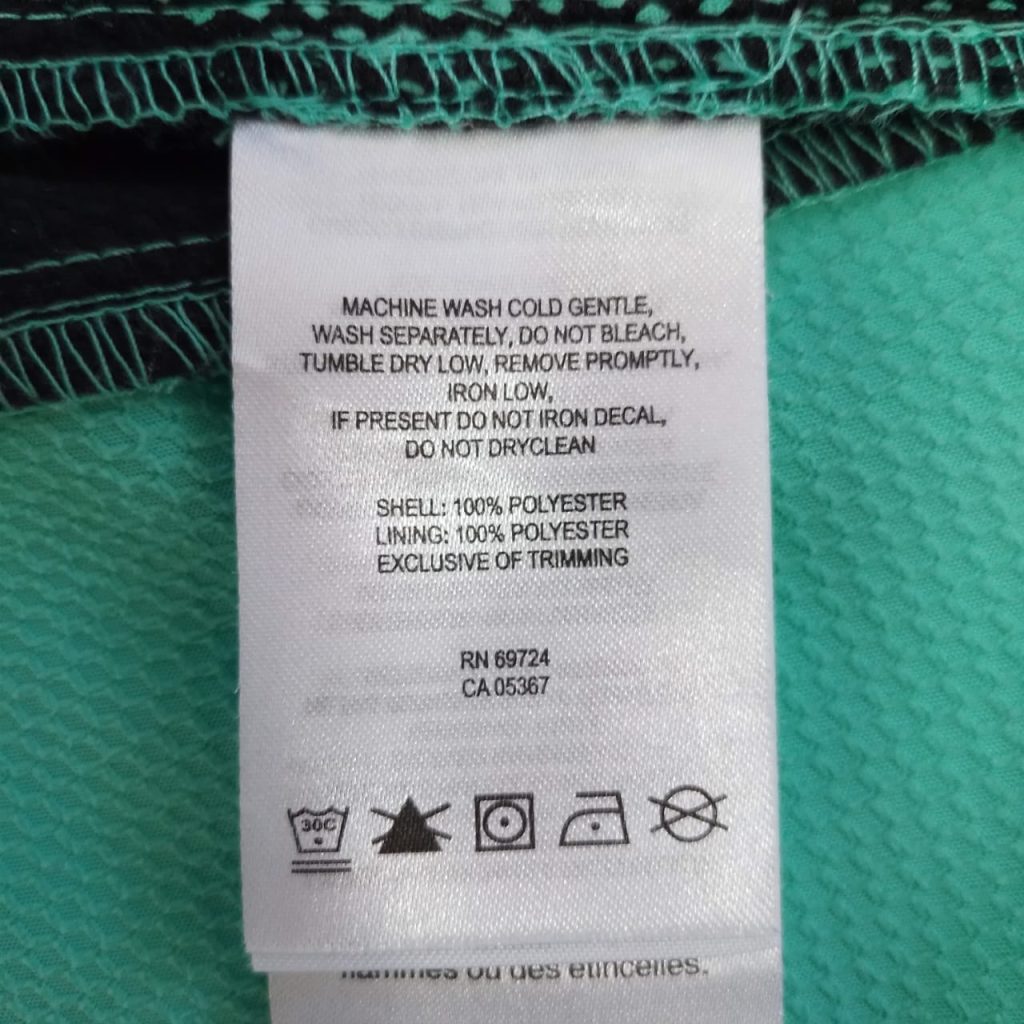 MACHINE WASH COLD GENTLE,
WASH SEPARATELY, DO NOT BLEACH,
TUMBLE DRY LOW, REMOVE PROMPTLY,
IRON LOW,
IF PRESENT DO NOT IRON DECAL,
DO NOT DRYCLEAN
SHELL: 100% POLYESTER
LINING: 100% POLYESTER
EXCLUSIVE OF TRIMMING
RN 69724
CA 05367
30C
flammes ou des étincelles.